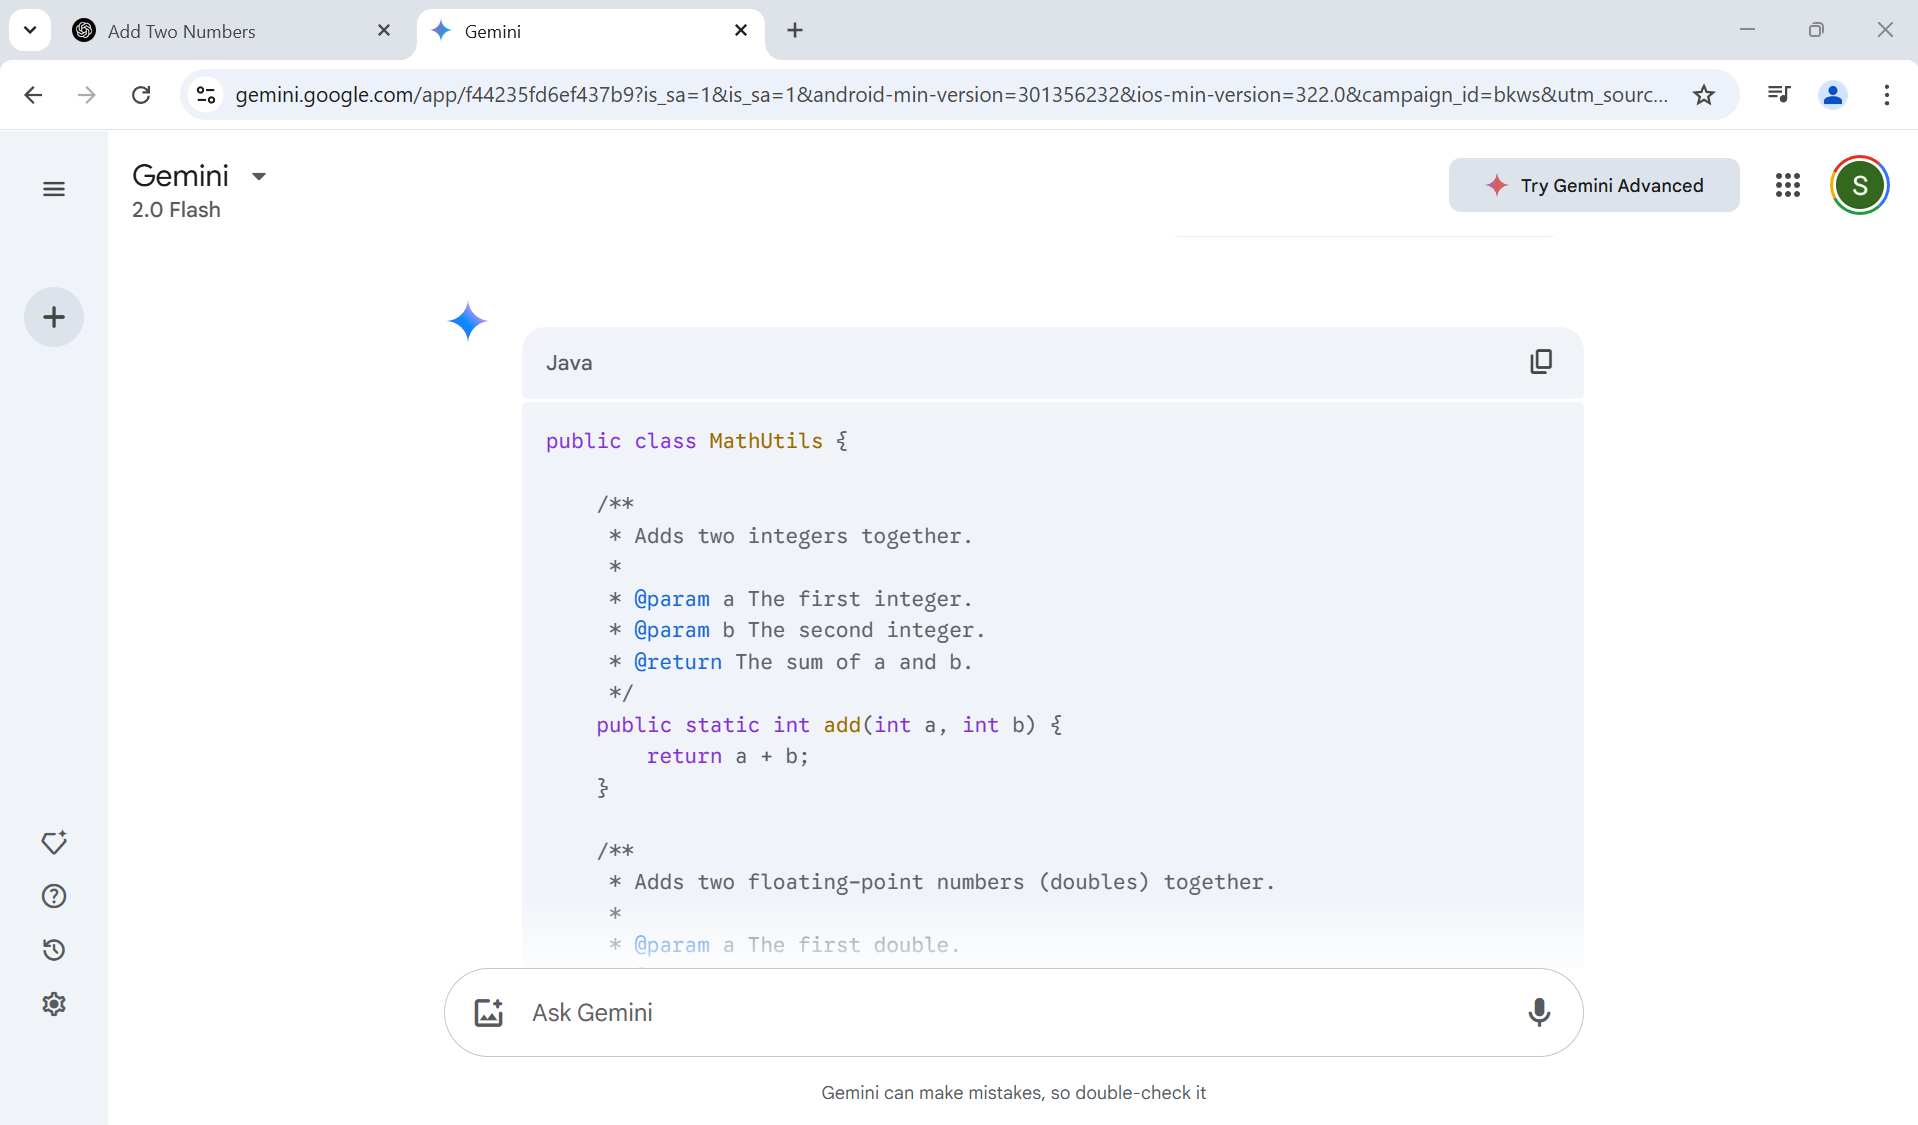 Add Two Numbers
Gemini
gemini.google.com/app/f44235fd6ef437b9?is_sa=1&is_sa=1&android-min-version=301356232&ios-min-version=322.0&campaign_id=bkws&utm_sourc...
Gemini
2.0 Flash
Try Gemini Advanced
S
Java
public class MathUtils {
/**
* Adds two integers together.
*
* @param a The first integer.
* @param b The second integer.
* @return The sum of a and b.
*/
public static int add(int a, int b) {
return a + b;
}
/**
* Adds two floating-point numbers (doubles) together.
*
* @param a The first double.
Ask Gemini
Gemini can make mistakes, so double-check it